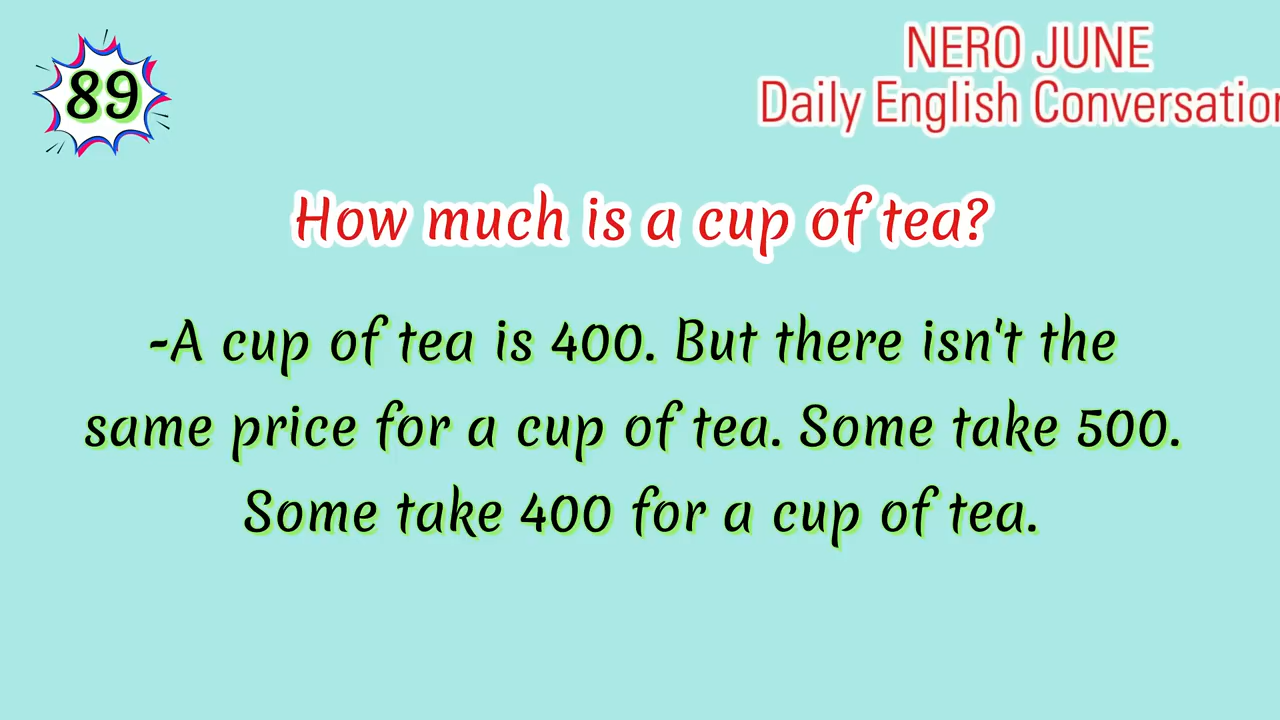 89
NERO JUNE
Daily English Conversation
How much is a cup of tea?
-A cup of tea is 400. But there isn't the
same price for a cup of tea. Some take 500.
Some take 400 for a cup of tea.